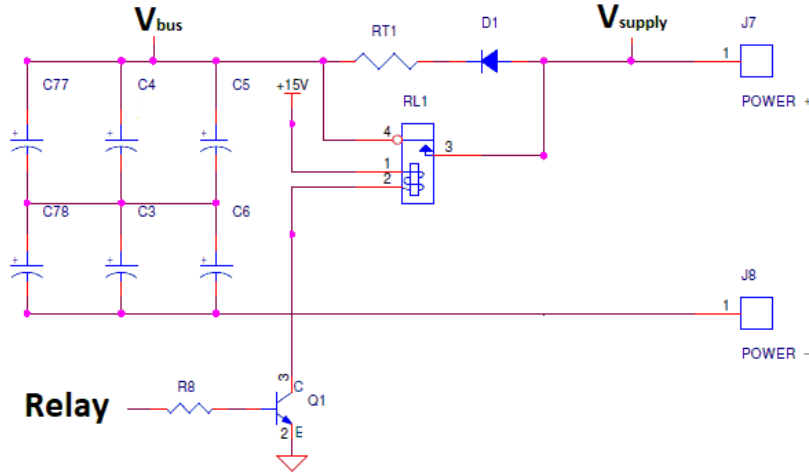 Vbus
Vsupply
D1
J7
RT1
1
C77
C4
C5
+15V
RL1
POWER +
+
+
+
4
3
1
2
C78
C3
C6
+
+
+
J8
1
POWER -
3
C
R8
Q1
Relay
2
E